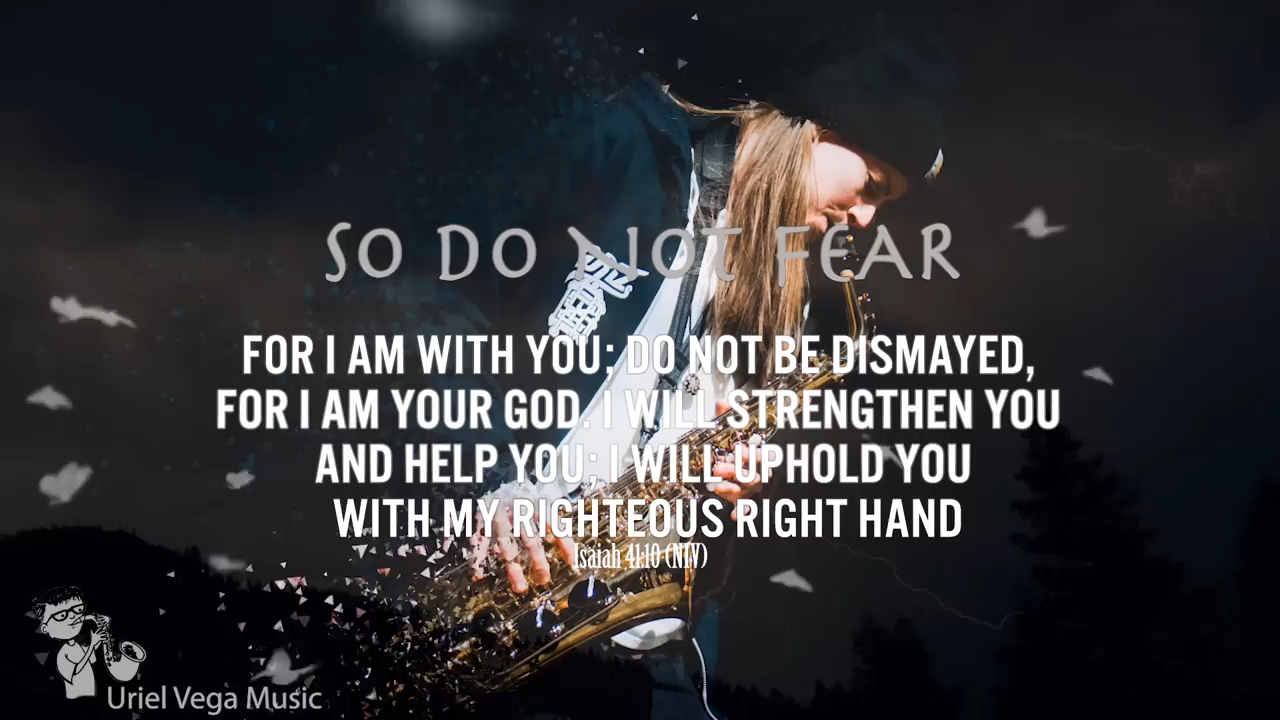 SO DO NOT FEAR
FOR I AM WITH YOU; DO NOT BE DISMAYED,
FOR I AM YOUR GOD. I WILL STRENGTHEN YOU
AND HELP YOU; I WILL UPHOLD YOU
WITH MY RIGHTEOUS RIGHT HAND
Isaiah 41:10 (NIV)
Uriel Vega Music